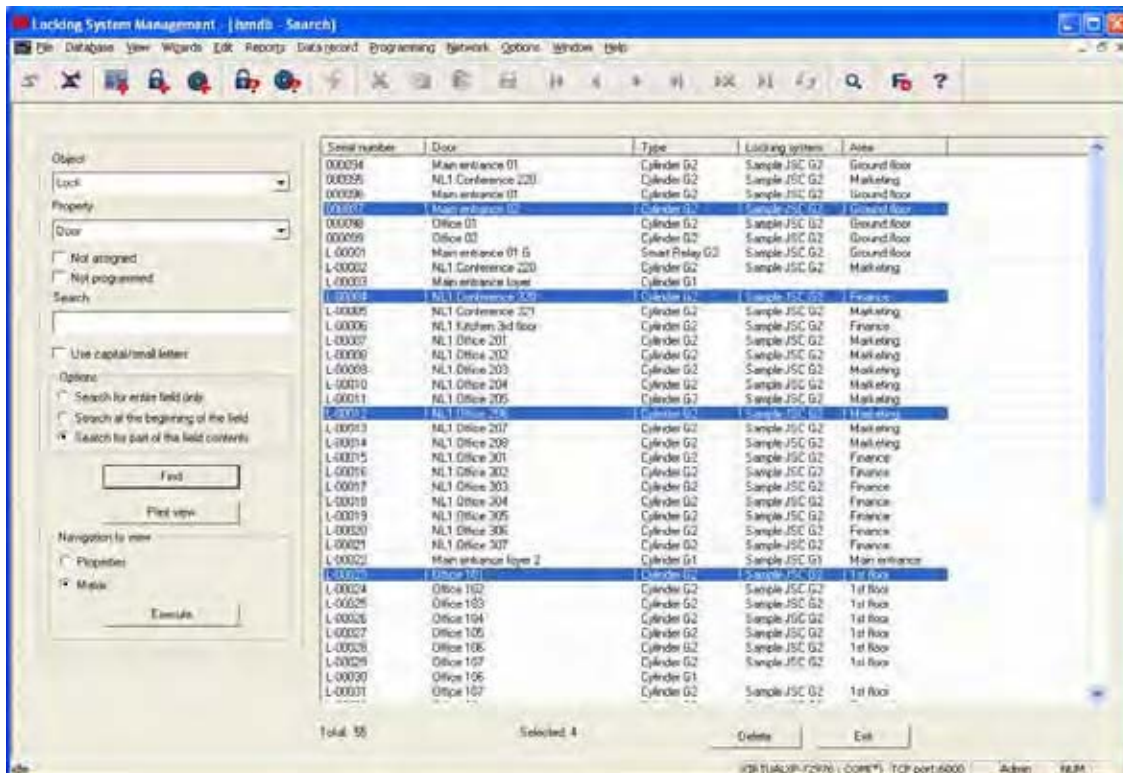 Locking System Management - [lsmdb - Search]
File Database View Wizards Edit Reports Data record Programming Network Options Window Help
Object
Lock
Property
Door
Not assigned
Not programmed
Search
Use capital/small letters
Options
Search for entire field only
Search at the beginning of the field
Search for part of the field contents
Find
Print view
Navigation to view
Properties
Matrix
Execute
Serial number Door Type Locking system Area
000094 Main entrance 01 Cylinder G2 Sample JSC G2 Ground floor
000095 NL1 Conference 220 Cylinder G2 Sample JSC G2 Marketing
000096 Main entrance 01 Cylinder G2 Sample JSC G2 Ground floor
000097 Main entrance 02 Cylinder G2 Sample JSC G2 Ground floor
000098 Office 01 Cylinder G2 Sample JSC G2 Ground floor
000099 Office 02 Cylinder G2 Sample JSC G2 Ground floor
L-00001 Main entrance 01 G Smart Relay G2 Sample JSC G2 Ground floor
L-00002 NL1 Conference 220 Cylinder G2 Sample JSC G2 Marketing
L-00003 Main entrance foyer Cylinder G1
L-00004 NL1 Conference 320 Cylinder G2 Sample JSC G2 Finance
L-00005 NL1 Conference 321 Cylinder G2 Sample JSC G2 Marketing
L-00006 NL1 Kitchen 3rd floor Cylinder G2 Sample JSC G2 Finance
L-00007 NL1 Office 201 Cylinder G2 Sample JSC G2 Marketing
L-00008 NL1 Office 202 Cylinder G2 Sample JSC G2 Marketing
L-00009 NL1 Office 203 Cylinder G2 Sample JSC G2 Marketing
L-00010 NL1 Office 204 Cylinder G2 Sample JSC G2 Marketing
L-00011 NL1 Office 205 Cylinder G2 Sample JSC G2 Marketing
L-00012 NL1 Office 206 Cylinder G2 Sample JSC G2 Marketing
L-00013 NL1 Office 207 Cylinder G2 Sample JSC G2 Marketing
L-00014 NL1 Office 208 Cylinder G2 Sample JSC G2 Marketing
L-00015 NL1 Office 301 Cylinder G2 Sample JSC G2 Finance
L-00016 NL1 Office 302 Cylinder G2 Sample JSC G2 Finance
L-00017 NL1 Office 303 Cylinder G2 Sample JSC G2 Finance
L-00018 NL1 Office 304 Cylinder G2 Sample JSC G2 Finance
L-00019 NL1 Office 305 Cylinder G2 Sample JSC G2 Finance
L-00020 NL1 Office 306 Cylinder G2 Sample JSC G2 Finance
L-00021 NL1 Office 307 Cylinder G2 Sample JSC G2 Finance
L-00022 Main entrance foyer 2 Cylinder G1 Sample JSC G1 Main entrance
L-00023 Office 101 Cylinder G2 Sample JSC G2 1st floor
L-00024 Office 102 Cylinder G2 Sample JSC G2 1st floor
L-00025 Office 103 Cylinder G2 Sample JSC G2 1st floor
L-00026 Office 104 Cylinder G2 Sample JSC G2 1st floor
L-00027 Office 105 Cylinder G2 Sample JSC G2 1st floor
L-00028 Office 106 Cylinder G2 Sample JSC G2 1st floor
L-00029 Office 107 Cylinder G2 Sample JSC G2 1st floor
L-00030 Office 106 Cylinder G1
L-00031 Office 107 Cylinder G2 Sample JSC G2 1st floor
Total: 55 Selected: 4 Delete Exit
TCP port:6000 Admin NUM